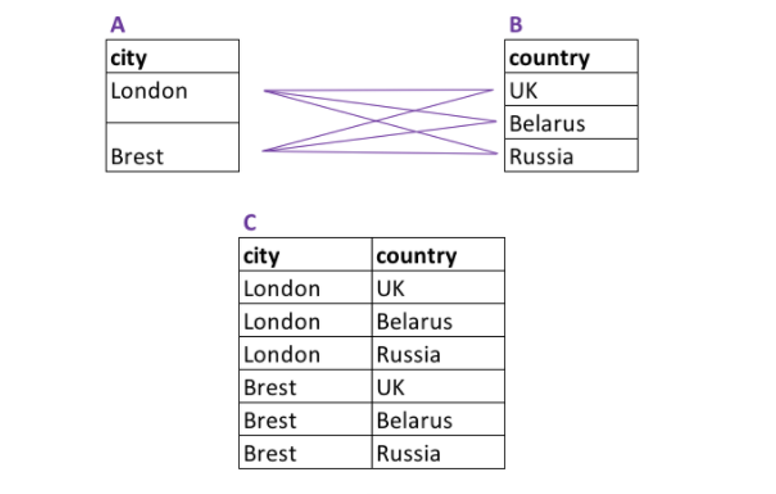 A B
city country
London UK
Belarus
Brest Russia
C
city country
London UK
London Belarus
London Russia
Brest UK
Brest Belarus
Brest Russia